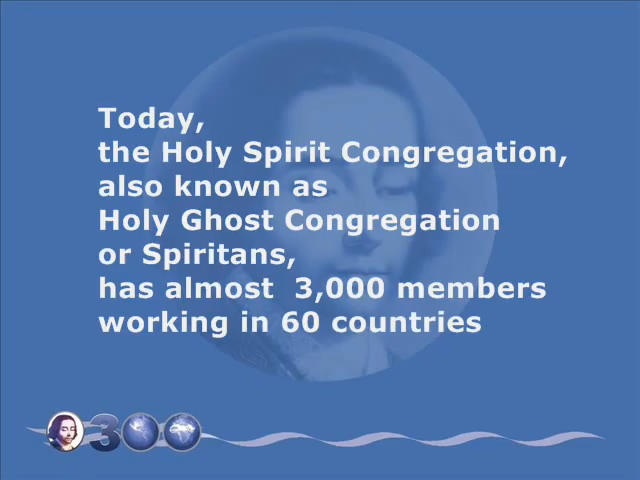 Today,
the Holy Spirit Congregation,
also known as
Holy Ghost Congregation
or Spiritans,
has almost  3,000 members
working in 60 countries
300